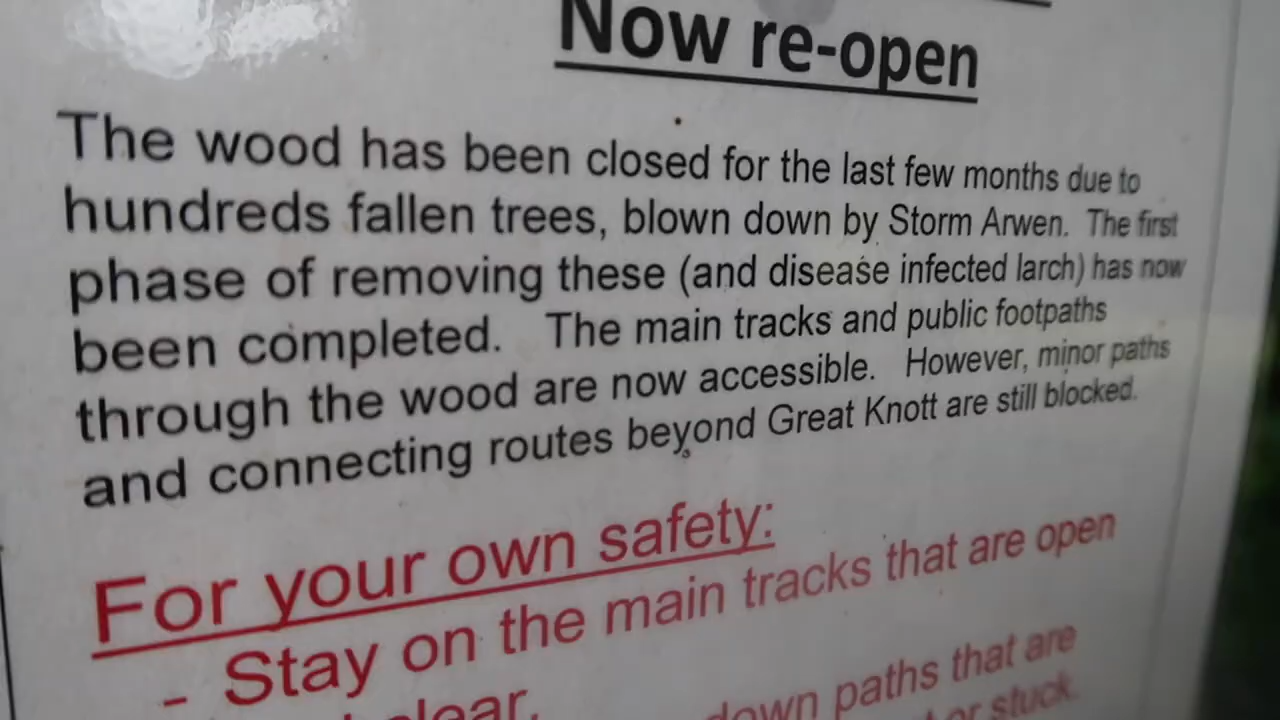 Now re-open
The wood has been closed for the last few months due to
hundreds fallen trees, blown down by Storm Arwen. The first
phase of removing these (and disease infected larch) has now
been completed. The main tracks and public footpaths
through the wood are now accessible. However, minor paths
and connecting routes beyond Great Knott are still blocked.
For your own safety:
- Stay on the main tracks that are open
clear.
down paths that are
or stuck.